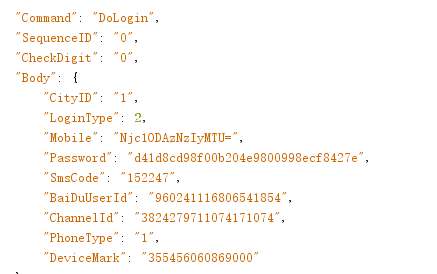 "Command": "DoLogin",
"SequenceID": "0",
"CheckDigit": "0",
"Body": {
"CityID": "1",
"LoginType": 2,
"Mobile": "Njc1ODAzNzIyMTU=",
"Password": "d41d8cd98f00b204e9800998ecf8427e",
"SmsCode": "152247",
"BaiDuUserId": "960241116806541854",
"ChannelId": "3824279711074171074",
"PhoneType": "1",
"DeviceMark": "355456060869000"